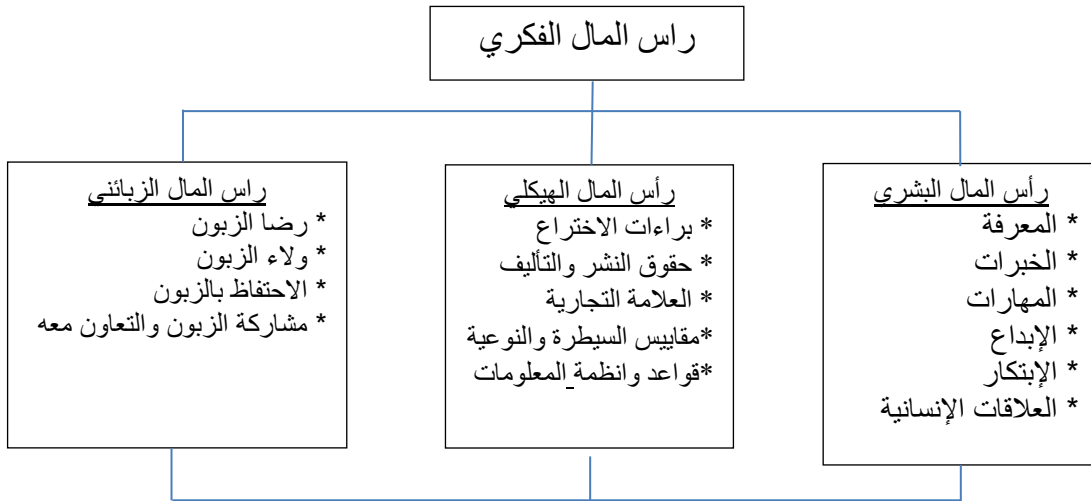 راس المال الفكري
رأس المال البشري
* المعرفة
* الخبرات
* المهارات
* الإبداع
* الإبتكار
* العلاقات الإنسانية
رأس المال الهيكلي
* براءات الاختراع
* حقوق النشر والتأليف
* العلامة التجارية
*مقاييس السيطرة والنوعية
*قواعد وانظمة المعلومات
راس المال الزبائني
* رضا الزبون
* ولاء الزبون
* الاحتفاظ بالزبون
* مشاركة الزبون والتعاون معه